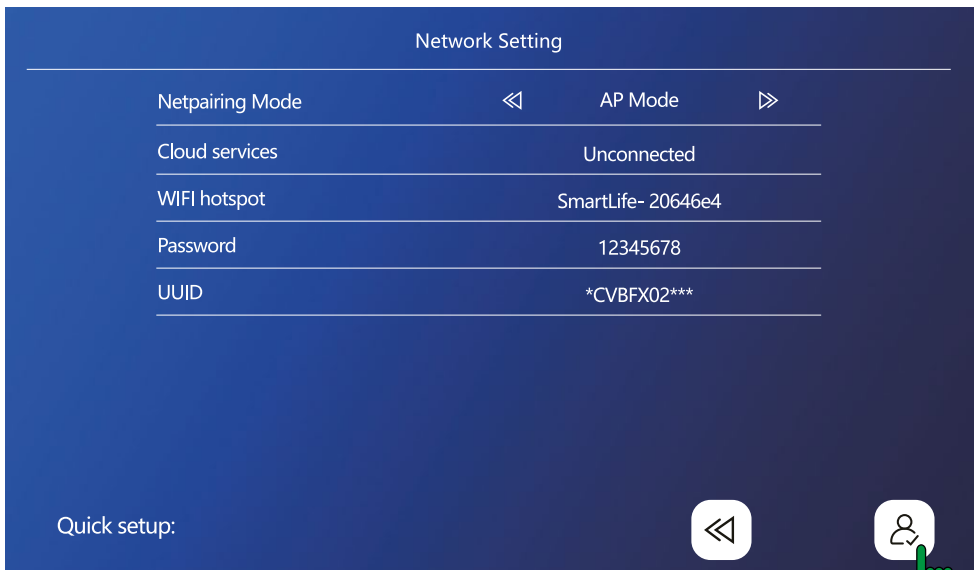 Network Setting
Netpairing Mode AP Mode
Cloud services Unconnected
WIFI hotspot SmartLife- 20646e4
Password 12345678
UUID *CVBFX02***
Quick setup: